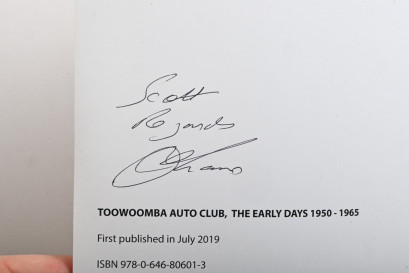 Scott
Regards
TOOWOOMBA AUTO CLUB, THE EARLY DAYS 1950 - 1965
First published in July 2019
ISBN 978-0-646-80601-3